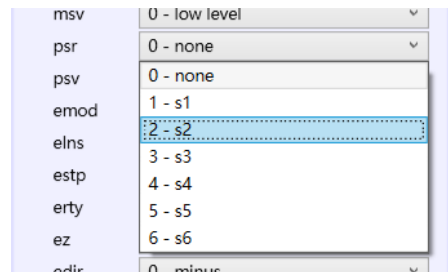 msv 0 - low level
psr 0 - none
psv 0 - none
1 - s1
emod
2 - s2
elns
3 - s3
estp 4 - s4
erty 5 - s5
ez 6 - s6
edir 0 - minus